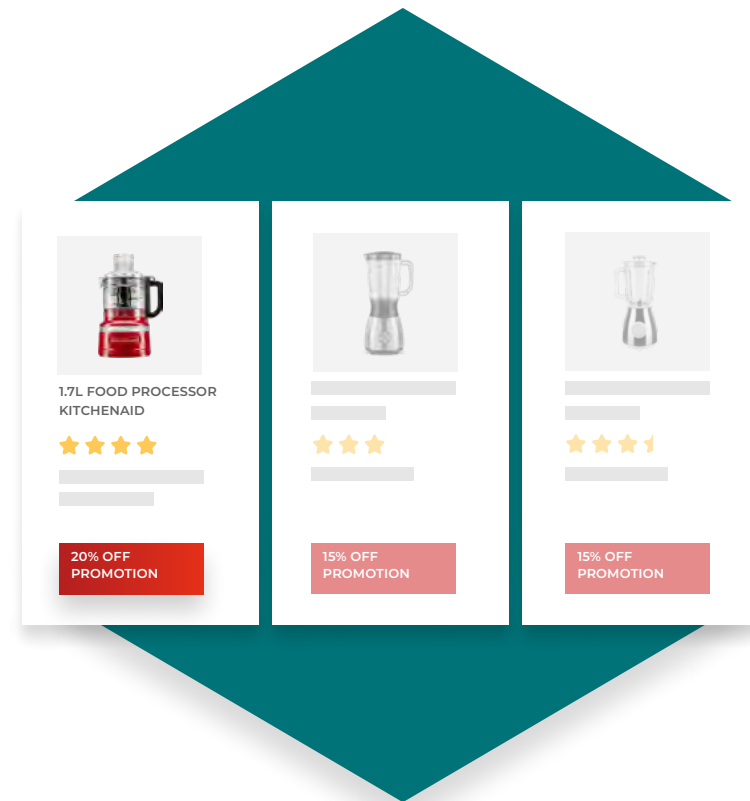 1.7L FOOD PROCESSOR
KITCHENAID
20% OFF
PROMOTION
15% OFF
PROMOTION
15% OFF
PROMOTION